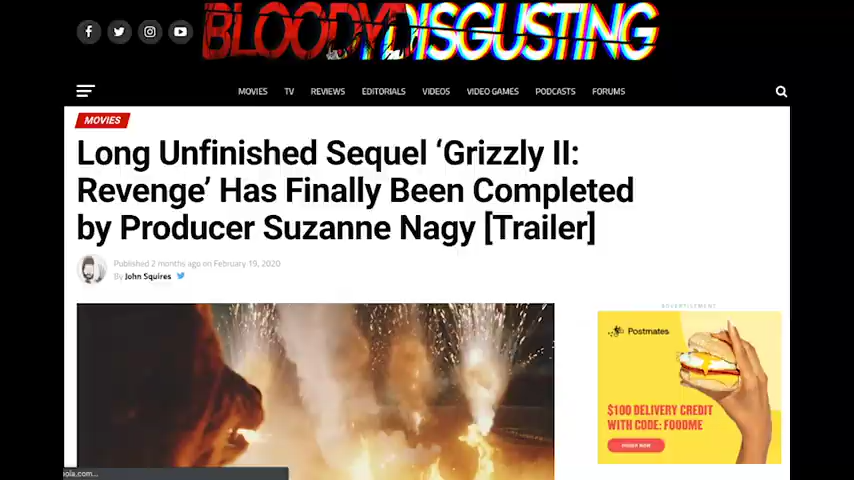 BLOODY DISGUSTING
MOVIES TV REVIEWS EDITORIALS VIDEOS VIDEO GAMES PODCASTS FORUMS
MOVIES
Long Unfinished Sequel ‘Grizzly II:
Revenge’ Has Finally Been Completed
by Producer Suzanne Nagy [Trailer]
Published 2 months ago on February 19, 2020
By John Squires
ADVERTISEMENT
Postmates
$100 DELIVERY CREDIT
WITH CODE: FOODME
ORDER NOW